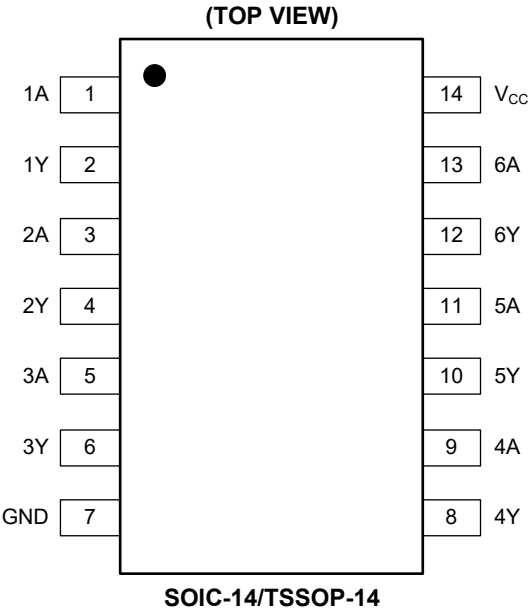 (TOP VIEW)
1A 1 14 VCC
1Y 2 13 6A
2A 3 12 6Y
2Y 4 11 5A
3A 5 10 5Y
3Y 6 9 4A
GND 7 8 4Y
SOIC-14/TSSOP-14